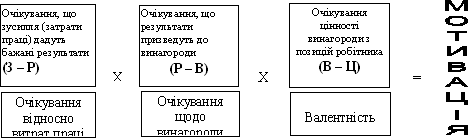 Очікування, що
зусилля (затрати
праці) дадуть
бажані результати
(З – Р)
Х
Очікування, що
результати
призведуть до
винагороди
(Р – В)
Х
Очікування
цінності
винагороди з
позицій робітника
(В – Ц)
=
МОТИВАЦІЯ
Очікування
відносно
витрат праці
Очікування
щодо
винагороди
Валентність